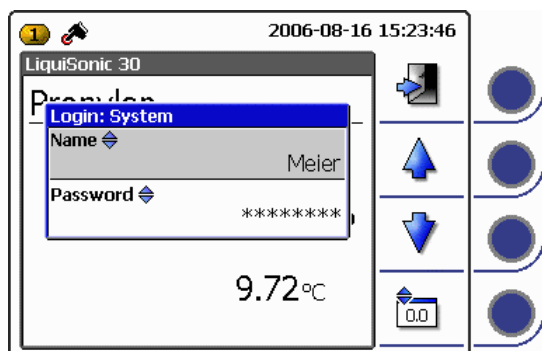 1 2006-08-16 15:23:46
LiquiSonic 30
Login: System
Name
Meier
Password
********
9.72°C
0.0